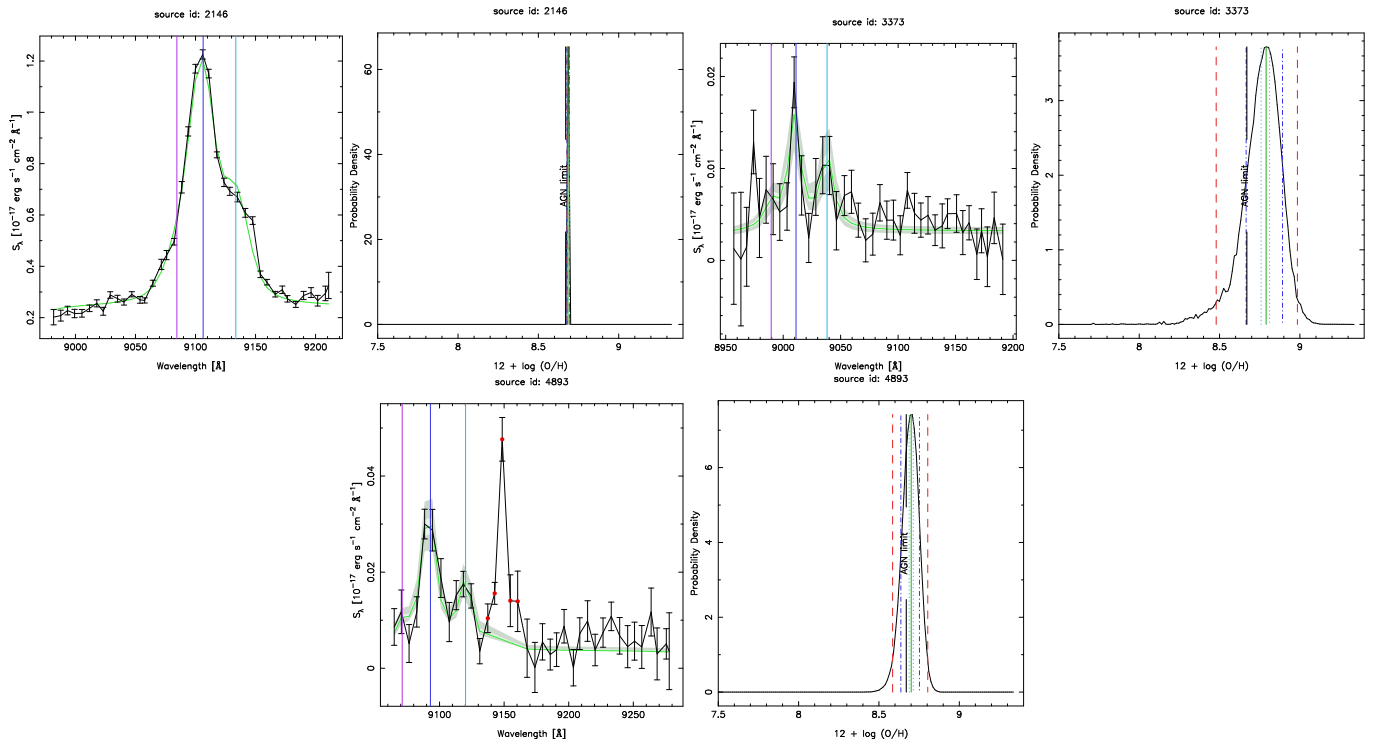 source id: 2146
S_λ [10^−17 erg s^−1 cm^−2 Å^−1]
1.2
1
0.8
0.6
0.4
0.2
9000 9050 9100 9150 9200
Wavelength [Å]
source id: 2146
Probability Density
60
40
20
0
AGN limit
7.5 8 8.5 9
12 + log (O/H)
source id: 3373
S_λ [10^−17 erg s^−1 cm^−2 Å^−1]
0.02
0.01
0
8950 9000 9050 9100 9150 9200
Wavelength [Å]
source id: 3373
Probability Density
3
2
1
0
AGN limit
7.5 8 8.5 9
12 + log (O/H)
source id: 4893
S_λ [10^−17 erg s^−1 cm^−2 Å^−1]
0.04
0.02
0
9100 9150 9200 9250
Wavelength [Å]
source id: 4893
Probability Density
6
4
2
0
AGN limit
7.5 8 8.5 9
12 + log (O/H)